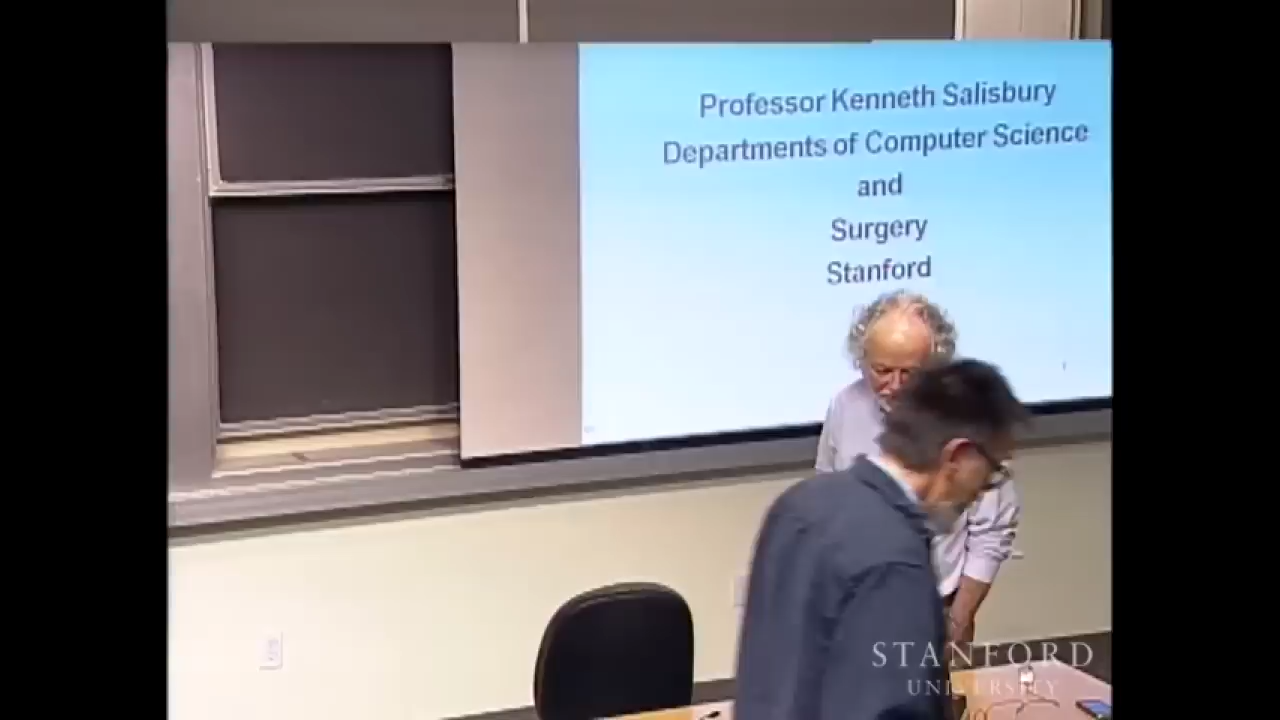 Professor Kenneth Salisbury
Departments of Computer Science
and
Surgery
Stanford
STANFORD
UNIVERSITY